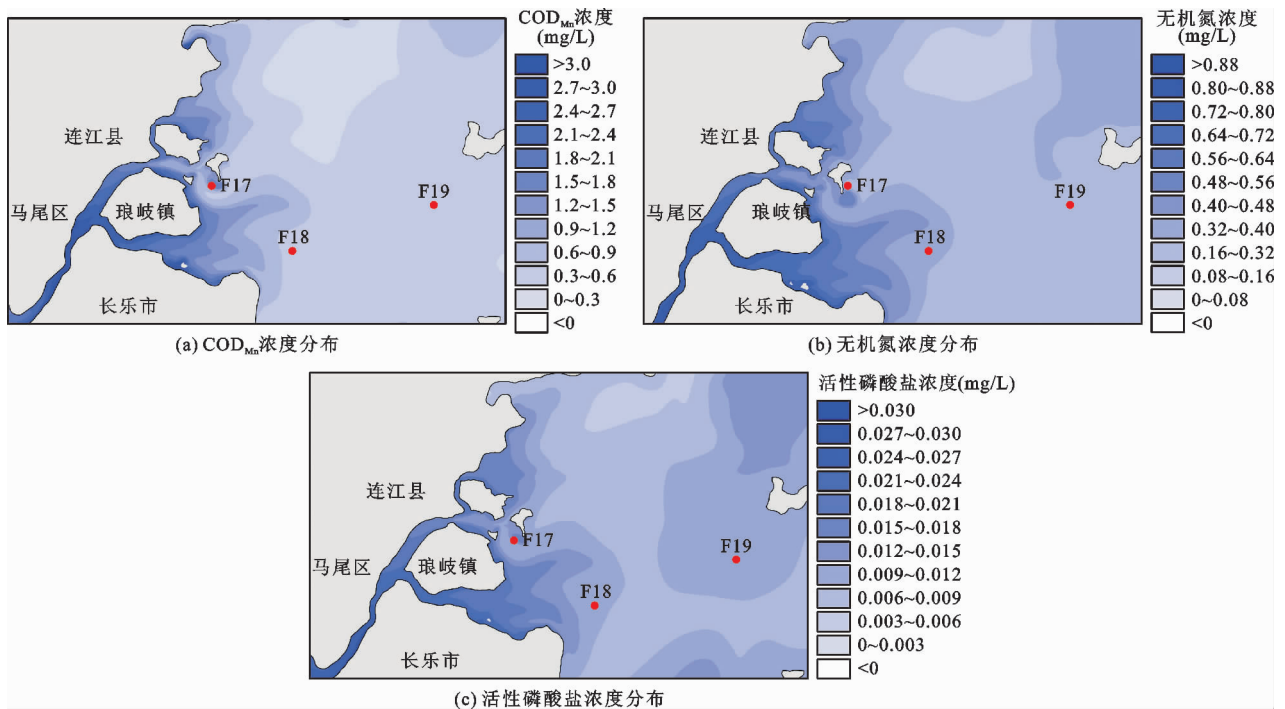 COD_Mn浓度
(mg/L)
>3.0
2.7~3.0
2.4~2.7
2.1~2.4
1.8~2.1
1.5~1.8
1.2~1.5
0.9~1.2
0.6~0.9
0.3~0.6
0~0.3
<0
连江县
F17
F19
马尾区
琅岐镇
F18
长乐市
(a) COD_Mn浓度分布
无机氮浓度
(mg/L)
>0.88
0.80~0.88
0.72~0.80
0.64~0.72
0.56~0.64
0.48~0.56
0.40~0.48
0.32~0.40
0.16~0.32
0.08~0.16
0~0.08
<0
连江县
F17
F19
马尾区
琅岐镇
F18
长乐市
(b) 无机氮浓度分布
活性磷酸盐浓度(mg/L)
>0.030
0.027~0.030
0.024~0.027
0.021~0.024
0.018~0.021
0.015~0.018
0.012~0.015
0.009~0.012
0.006~0.009
0.003~0.006
0~0.003
<0
连江县
F17
F19
马尾区
琅岐镇
F18
长乐市
(c) 活性磷酸盐浓度分布